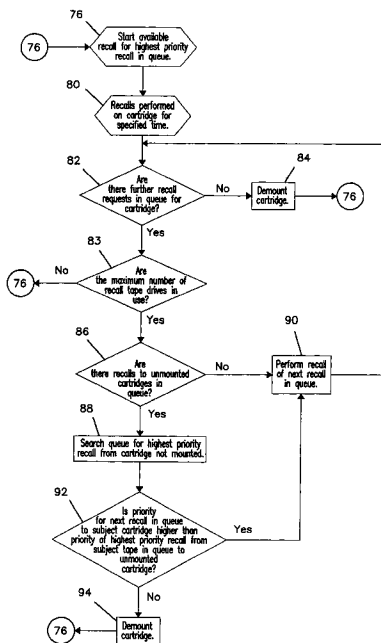 76
76
Start available
recall for highest priority
recall in queue.
80
Recalls performed
on cartridge for
specified time.
82
Are
there further recall
requests in queue for
cartridge?
No
84
Demount
cartridge.
76
Yes
83
Are
the maximum number of
recall tape drives in
use?
No
76
Yes
86
Are
there recalls to unmounted
cartridges in
queue?
No
90
Perform recall
of next recall
in queue.
Yes
88
Search queue for highest priority
recall from cartridge not mounted.
92
Is priority
for next recall in queue
to subject cartridge higher than
priority of highest priority recall from
subject tape in queue to
unmounted
cartridge?
Yes
No
94
Demount
cartridge.
76